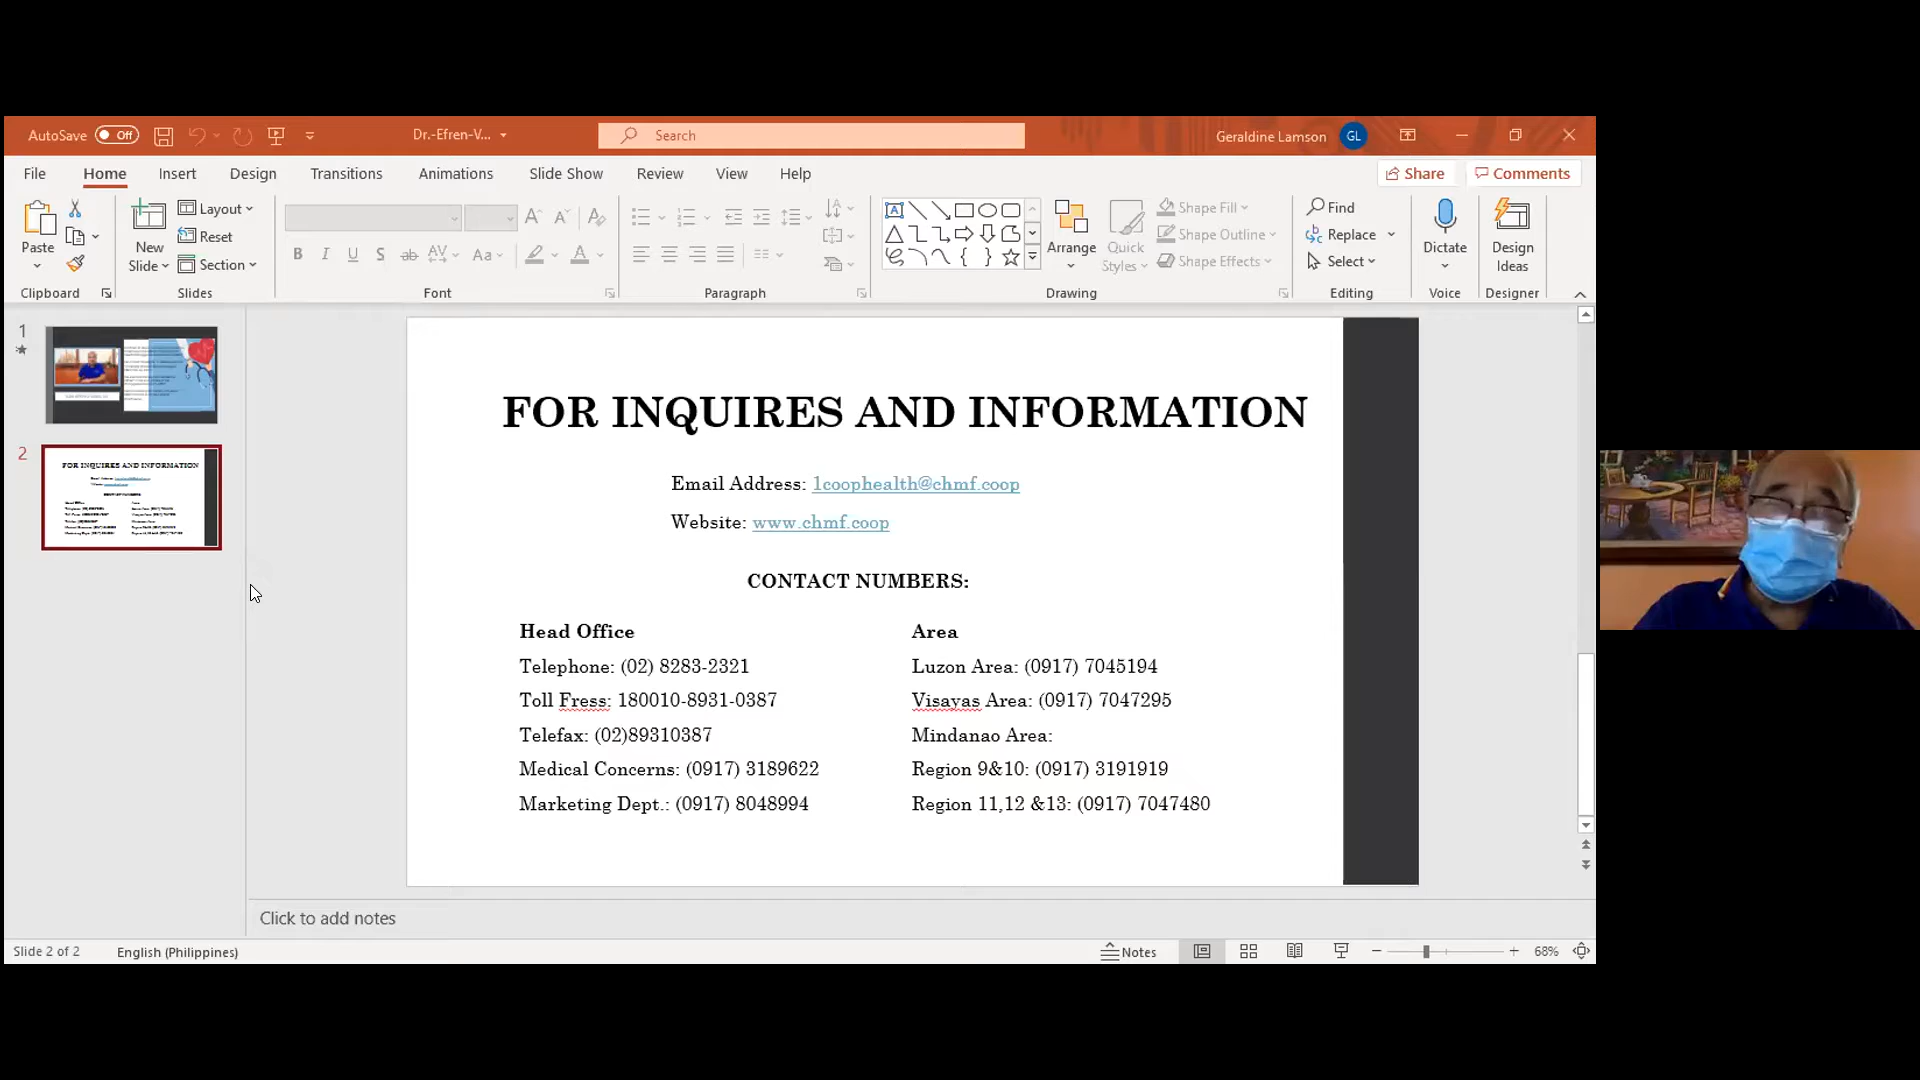 AutoSave Off Dr.-Efren-V... Search Geraldine Lamson GL
File Home Insert Design Transitions Animations Slide Show Review View Help Share Comments
Paste New Slide Layout Reset Section Arrange Quick Styles Shape Fill Shape Outline Shape Effects Find Replace Select Dictate Design Ideas
Clipboard Slides Font Paragraph Drawing Editing Voice Designer
1
2
FOR INQUIRES AND INFORMATION
Email Address: 1coophealth@chmf.coop
Website: www.chmf.coop
CONTACT NUMBERS:
Head Office
Telephone: (02) 8283-2321
Toll Fress: 180010-8931-0387
Telefax: (02)89310387
Medical Concerns: (0917) 3189622
Marketing Dept.: (0917) 8048994
Area
Luzon Area: (0917) 7045194
Visayas Area: (0917) 7047295
Mindanao Area:
Region 9&10: (0917) 3191919
Region 11,12 &13: (0917) 7047480
Click to add notes
Slide 2 of 2 English (Philippines) Notes 68%